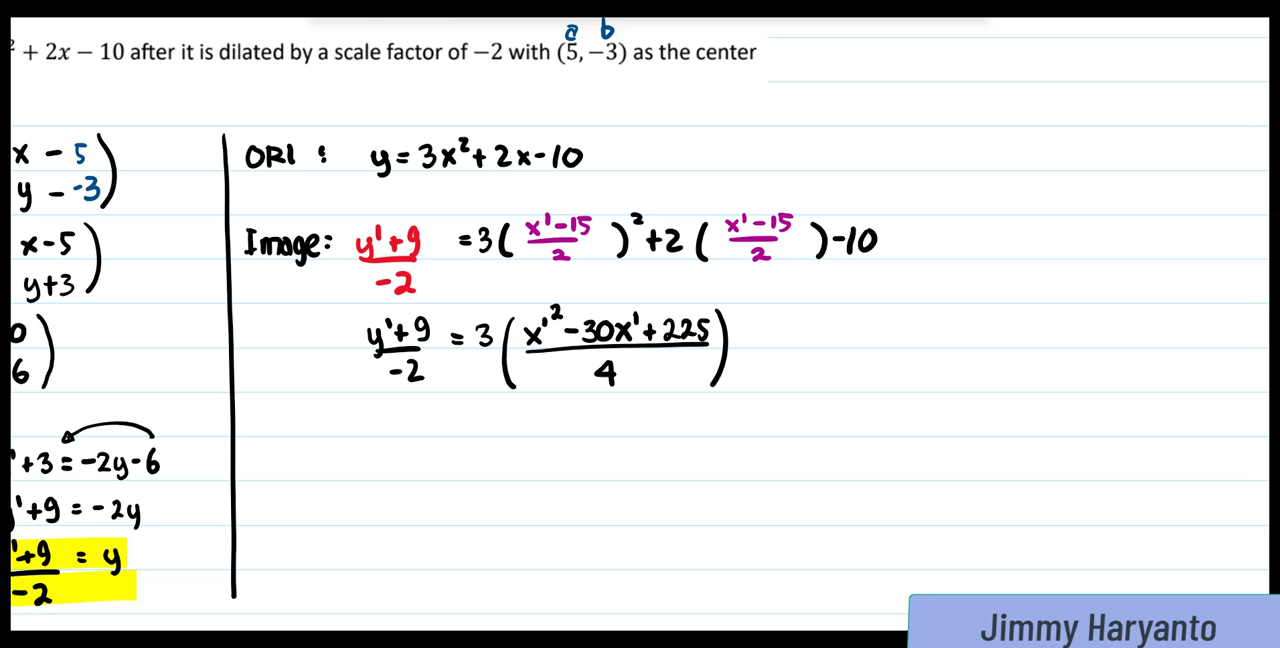 a b
² + 2x − 10 after it is dilated by a scale factor of −2 with (5, −3) as the center
x - 5)
y - -3)
x-5)
y+3)
0)
6)
'+3 = -2y-6
y'+9 = -2y
'+9/-2 = y
ORI : y = 3x²+2x-10
Image: y'+9/-2 = 3(x'-15/2)²+2(x'-15/2)-10
y'+9/-2 = 3(x'²-30x'+225/4)
Jimmy Haryanto